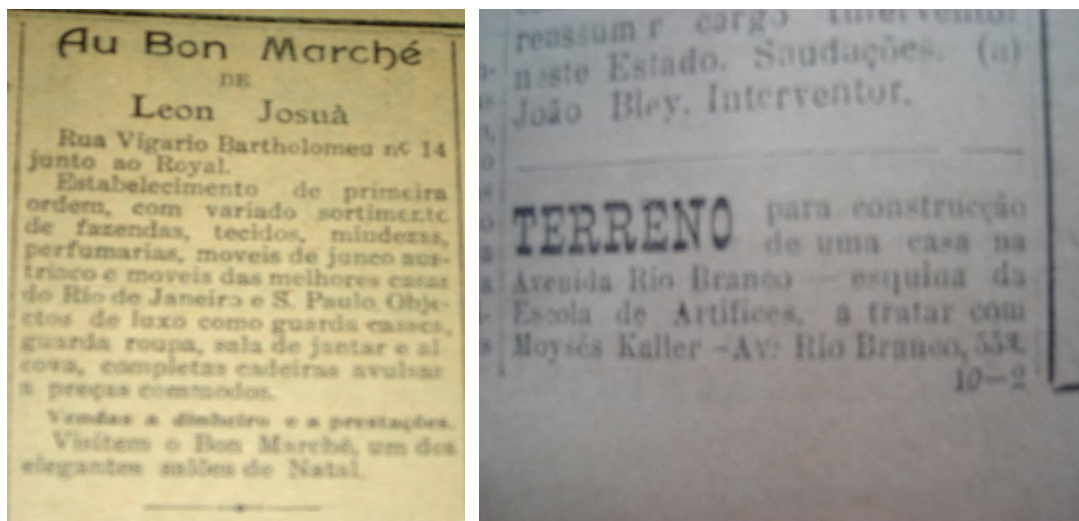 Au Bon Marché
DE
Leon Josuà
Rua Vigario Bartholomeu nº 14
junto ao Royal.
Estabelecimento de primeira
ordem, com variado sortimento
de fazendas, tecidos, miudezas,
perfumarias, moveis de junco aus-
triaco e moveis das melhores casas
do Rio de Janeiro e S. Paulo Obje-
ctos de luxo como guarda casses,
guarda roupa, sala de jantar e al
cova, completas cadeiras avulsas
a preças commodos.
Vendas a dinheiro e a prestações.
Visitem o Bon Marché, um dos
elegantes salões de Natal.
reassum r cargo Interventor
neste Estado. Saudações. (a)
João Bley. Interventor.
TERRENO para construcção
de uma casa na
Avenida Rio Branco — esquina da
Escola de Artifices, a tratar com
Moysés Kaller — Av: Rio Branco,
10—2